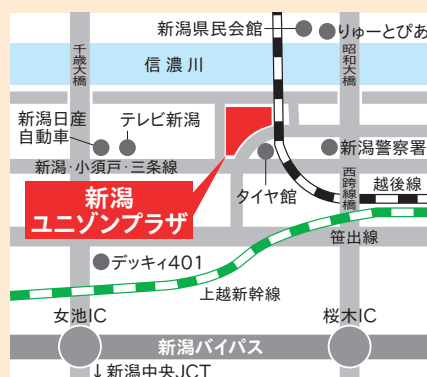 新潟県民会館
りゅーとぴあ
千歳大橋
昭和大橋
信濃川
新潟日産
自動車
テレビ新潟
新潟警察署
新潟・小須戸・三条線
タイヤ館
西跨線橋
越後線
新潟
ユニゾンプラザ
笹出線
デッキィ401
上越新幹線
女池IC
桜木IC
新潟バイパス
↓新潟中央JCT